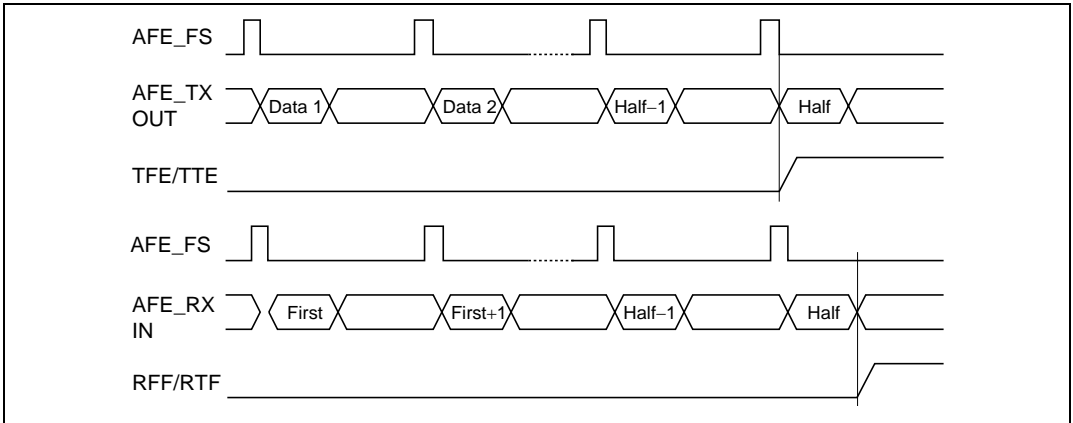 AFE_FS
AFE_TX
OUT
Data 1
Data 2
Half−1
Half
TFE/TTE
AFE_FS
AFE_RX
IN
First
First+1
Half−1
Half
RFF/RTF